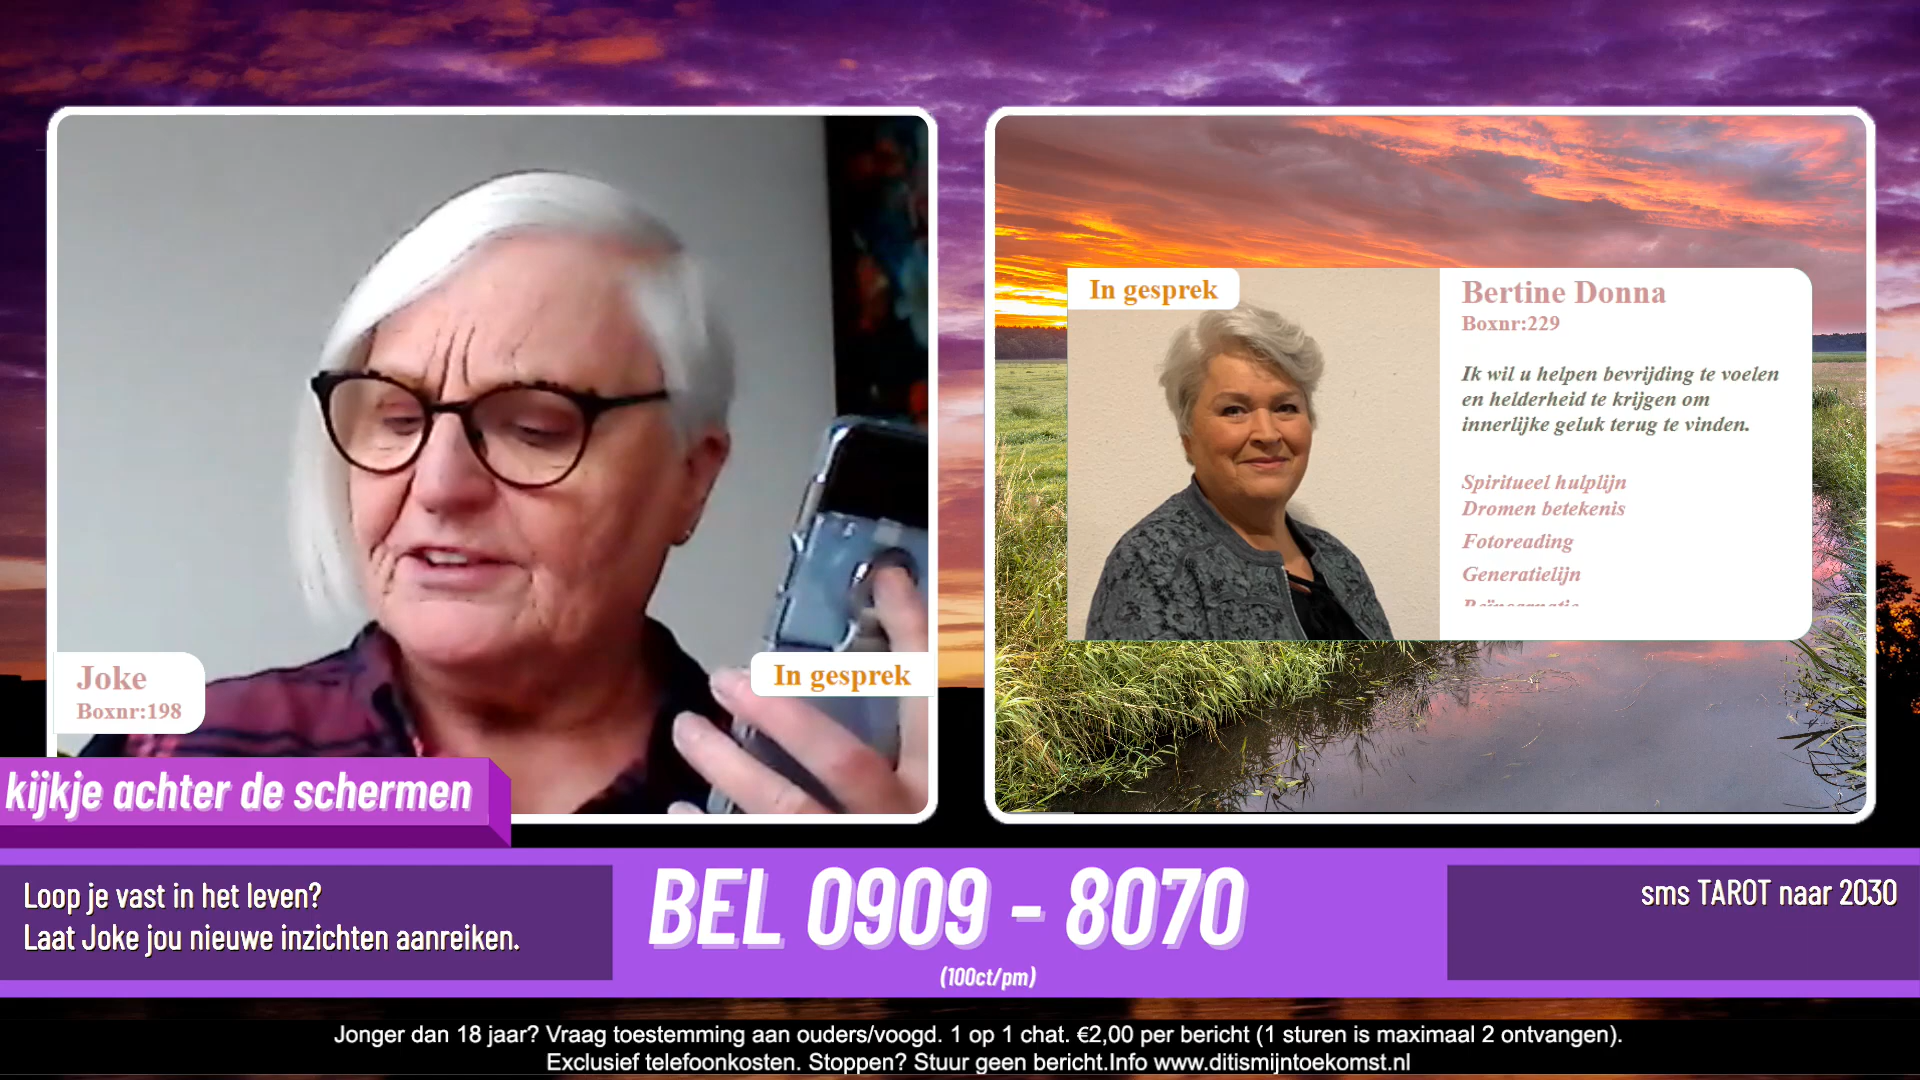 Joke
Boxnr:198
In gesprek
In gesprek
Bertine Donna
Boxnr:229
Ik wil u helpen bevrijding te voelen
en helderheid te krijgen om
innerlijke geluk terug te vinden.
Spiritueel hulplijn
Dromen betekenis
Fotoreading
Generatielijn
kijkje achter de schermen
Loop je vast in het leven?
Laat Joke jou nieuwe inzichten aanreiken.
BEL 0909 - 8070
(100ct/pm)
sms TAROT naar 2030
Jonger dan 18 jaar? Vraag toestemming aan ouders/voogd. 1 op 1 chat. €2,00 per bericht (1 sturen is maximaal 2 ontvangen).
Exclusief telefoonkosten. Stoppen? Stuur geen bericht.Info www.ditismijntoekomst.nl